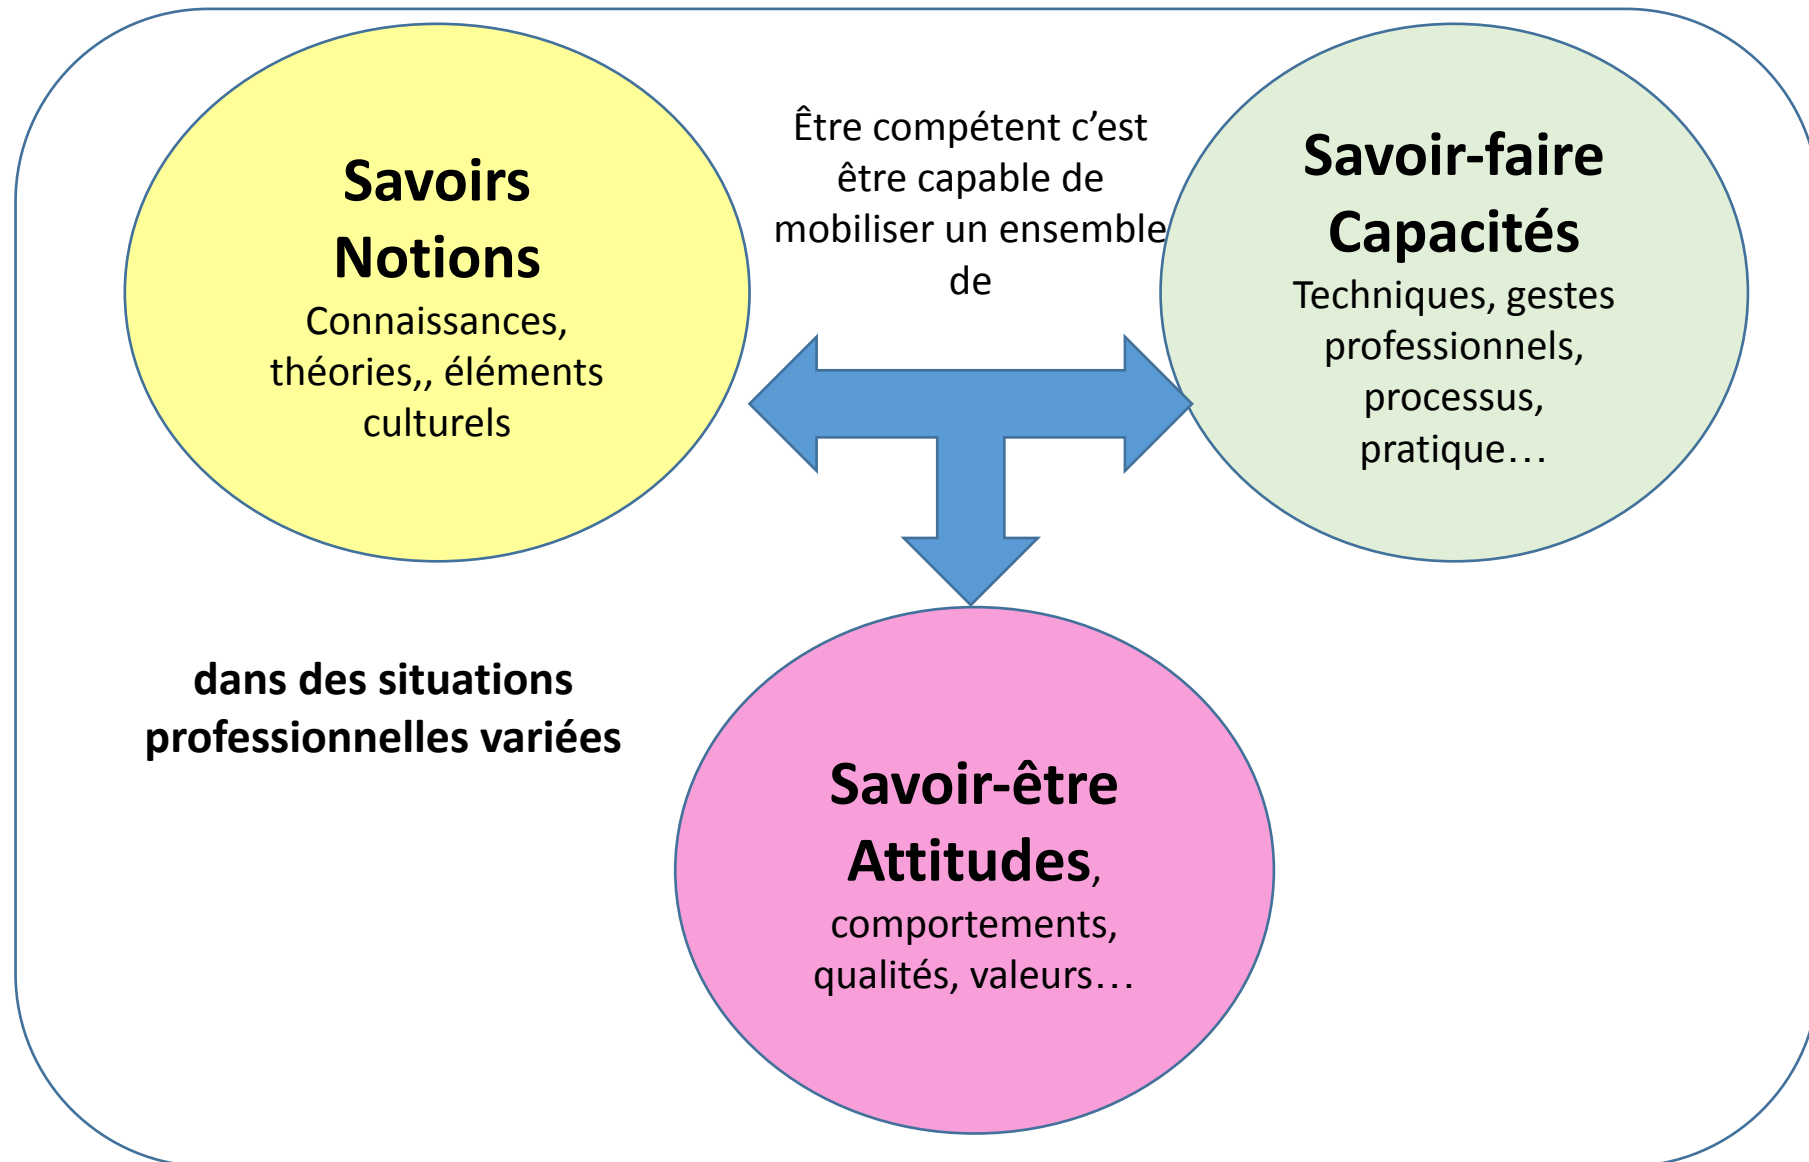 Savoirs
Notions
Connaissances,
théories,, éléments
culturels
Être compétent c’est
être capable de
mobiliser un ensemble
de
Savoir-faire
Capacités
Techniques, gestes
professionnels,
processus,
pratique…
dans des situations
professionnelles variées
Savoir-être
Attitudes,
comportements,
qualités, valeurs…